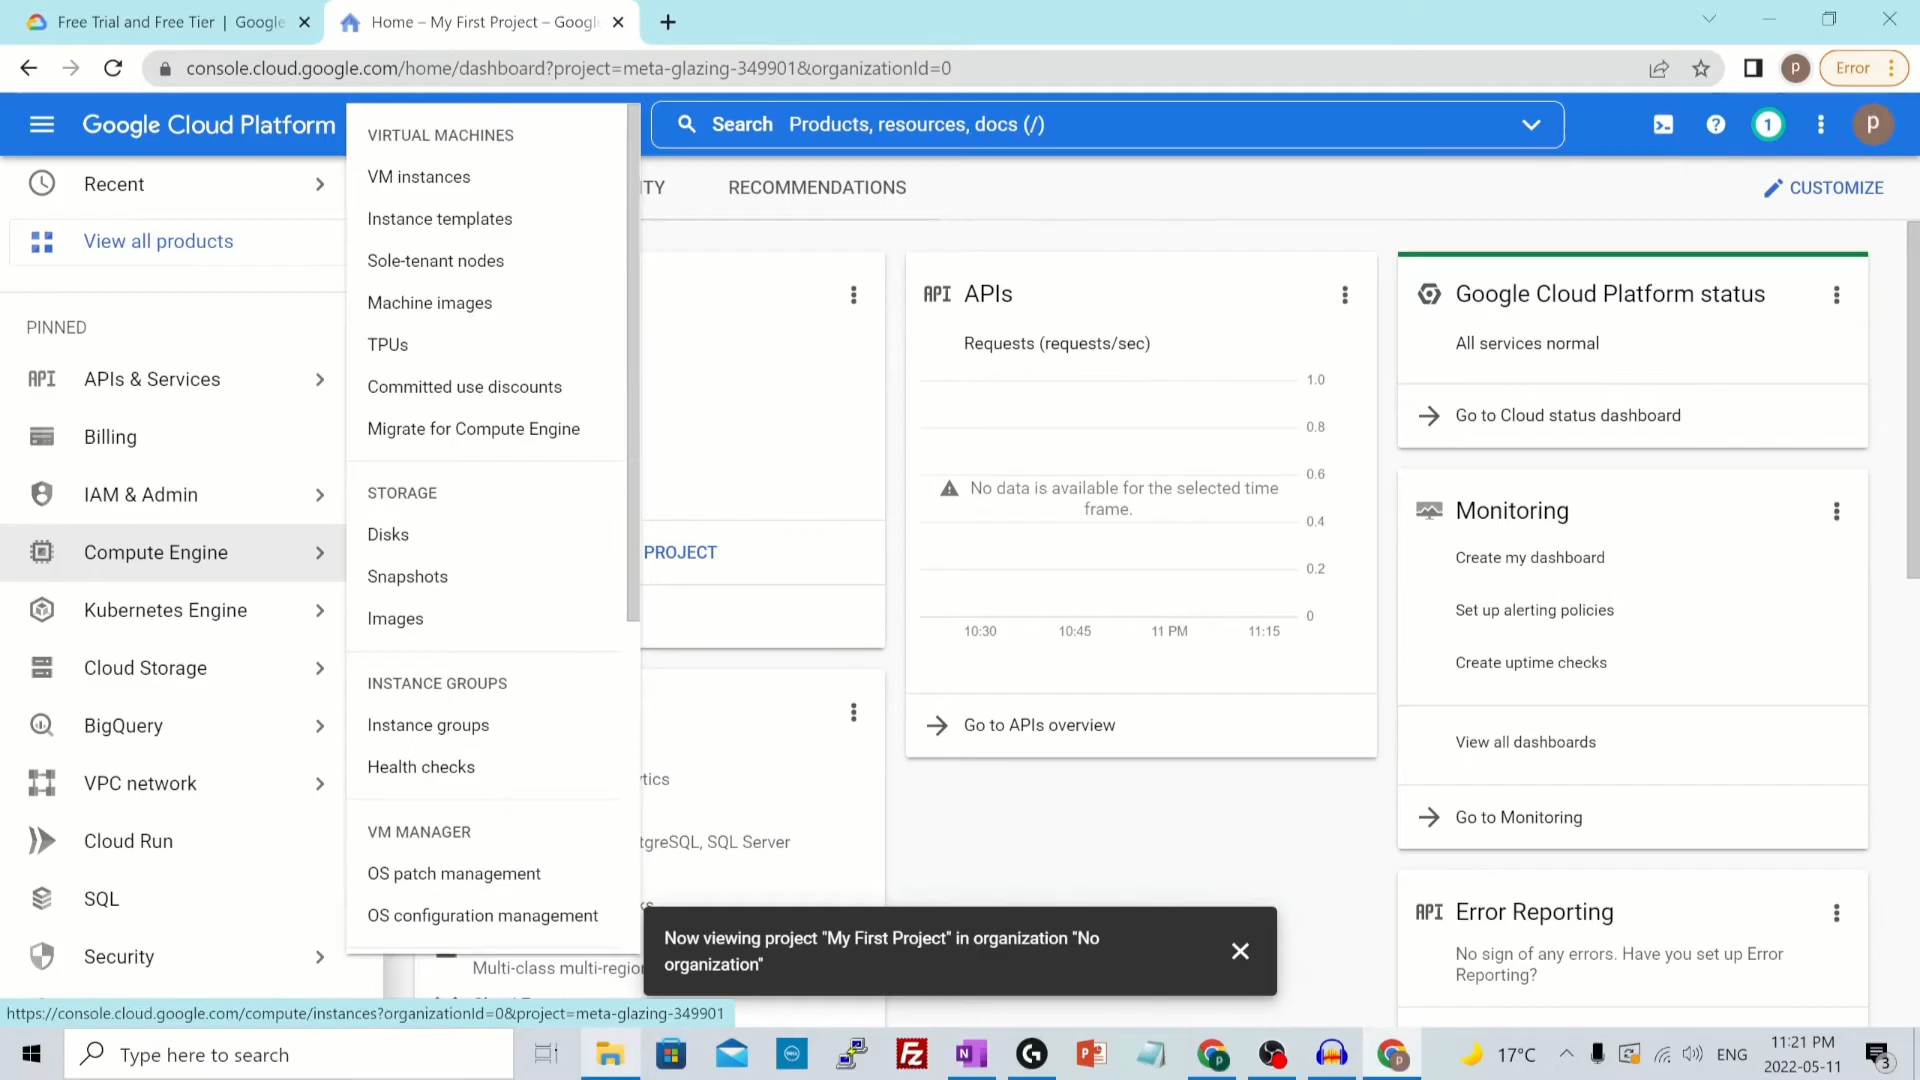 Free Trial and Free Tier | Google
Home – My First Project – Googl
console.cloud.google.com/home/dashboard?project=meta-glazing-349901&organizationId=0
p
Error
Google Cloud Platform
Search Products, resources, docs (/)
1
p
Recent
View all products
PINNED
API APIs & Services
Billing
IAM & Admin
Compute Engine
Kubernetes Engine
Cloud Storage
BigQuery
VPC network
Cloud Run
SQL
Security
VIRTUAL MACHINES
VM instances
Instance templates
Sole-tenant nodes
Machine images
TPUs
Committed use discounts
Migrate for Compute Engine
STORAGE
Disks
Snapshots
Images
INSTANCE GROUPS
Instance groups
Health checks
VM MANAGER
OS patch management
OS configuration management
ITY
RECOMMENDATIONS
CUSTOMIZE
PROJECT
tics
tgreSQL, SQL Server
Multi-class multi-region
API APIs
Requests (requests/sec)
1.0
0.8
0.6
No data is available for the selected time
frame.
0.4
0.2
0
10:30 10:45 11 PM 11:15
Go to APIs overview
Google Cloud Platform status
All services normal
Go to Cloud status dashboard
Monitoring
Create my dashboard
Set up alerting policies
Create uptime checks
View all dashboards
Go to Monitoring
API Error Reporting
No sign of any errors. Have you set up Error
Reporting?
Now viewing project "My First Project" in organization "No
organization"
https://console.cloud.google.com/compute/instances?organizationId=0&project=meta-glazing-349901
Type here to search
17°C
ENG
11:21 PM
2022-05-11
3